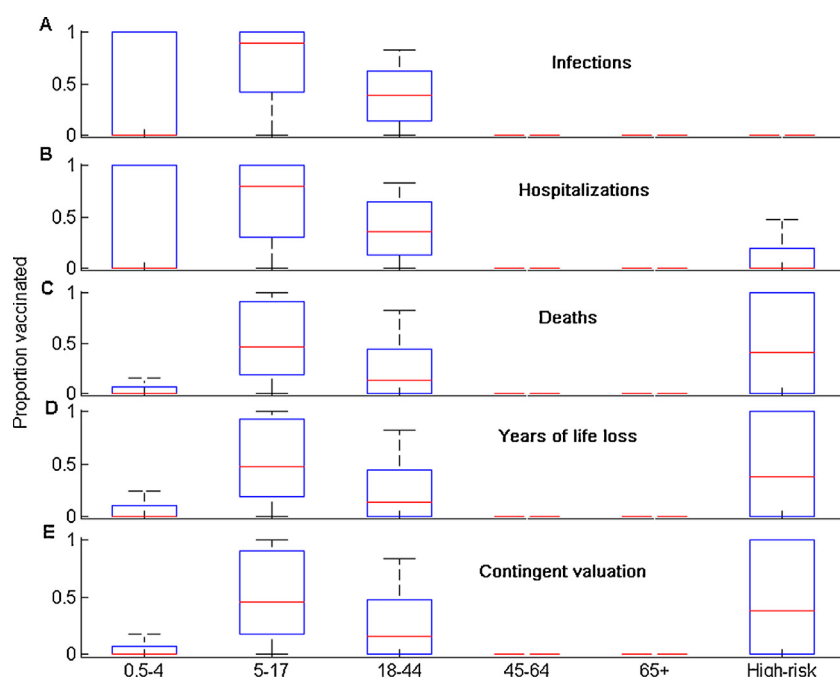 A
1
Infections
0.5
0
B
1
Hospitalizations
0.5
0
C
1
Deaths
0.5
0
D
1
Years of life loss
0.5
0
E
1
Contingent valuation
0.5
0
Proportion vaccinated
0.5-4 5-17 18-44 45-64 65+ High-risk